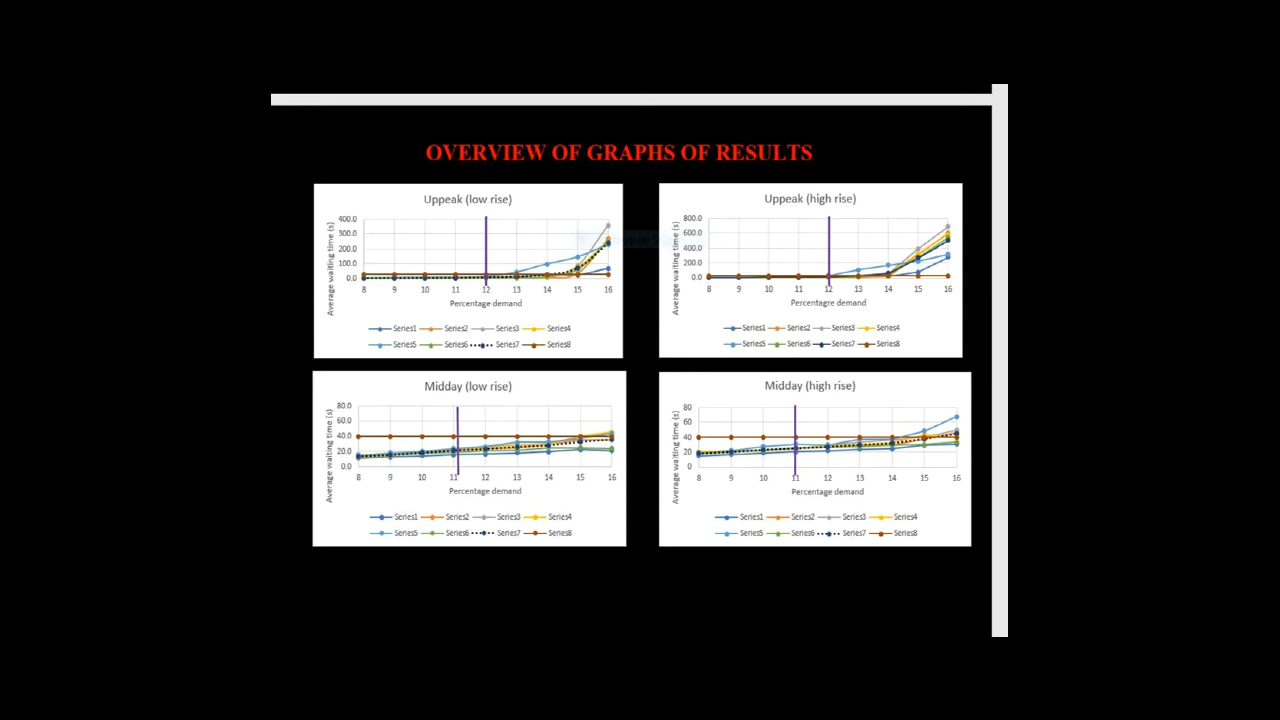 OVERVIEW OF GRAPHS OF RESULTS
Uppeak (low rise)
Average waiting time (s)
400.0
300.0
200.0
100.0
0.0
8 9 10 11 12 13 14 15 16
Percentage demand
Series1 Series2 Series3 Series4
Series5 Series6 Series7 Series8
Uppeak (high rise)
Average waiting time (s)
800.0
600.0
400.0
200.0
0.0
8 9 10 11 12 13 14 15 16
Percentagre demand
Series1 Series2 Series3 Series4
Series5 Series6 Series7 Series8
Midday (low rise)
Average waiting time (s)
80.0
60.0
40.0
20.0
0.0
8 9 10 11 12 13 14 15 16
Percentage demand
Series1 Series2 Series3 Series4
Series5 Series6 Series7 Series8
Midday (high rise)
Average waiting time (s)
80
60
40
20
0
8 9 10 11 12 13 14 15 16
Percentage demand
Series1 Series2 Series3 Series4
Series5 Series6 Series7 Series8